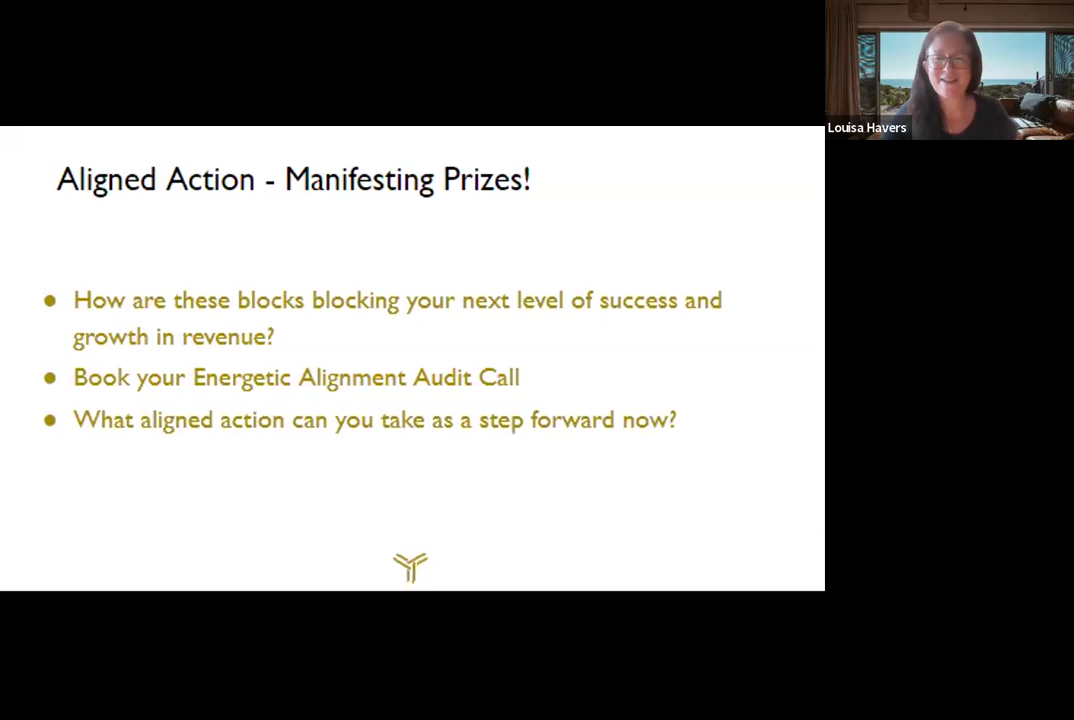 Louisa Havers
Aligned Action - Manifesting Prizes!
How are these blocks blocking your next level of success and
growth in revenue?
Book your Energetic Alignment Audit Call
What aligned action can you take as a step forward now?